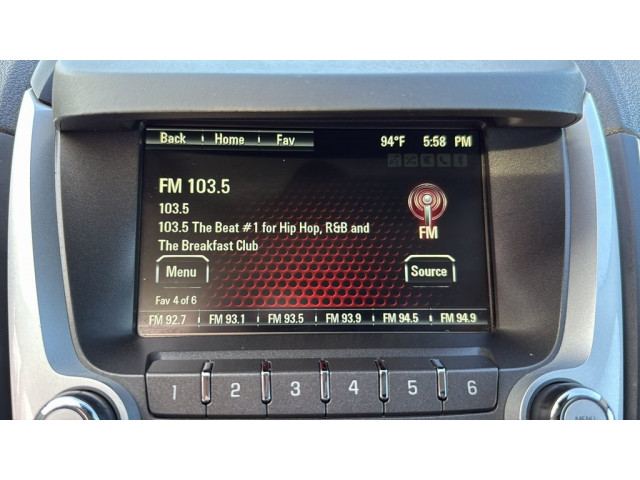 Back Home Fav 94°F 5:58 PM
FM 103.5
103.5
103.5 The Beat #1 for Hip Hop, R&B and
The Breakfast Club
FM
Menu Source
Fav 4 of 6
FM 92.7 FM 93.1 FM 93.5 FM 93.9 FM 94.5 FM 94.9
1 2 3 4 5 6
MENU